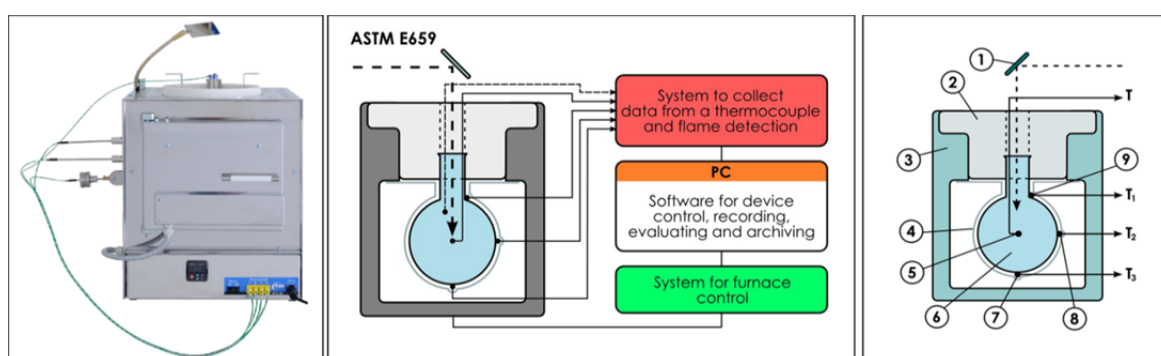 ASTM E659
System to collect
data from a thermocouple
and flame detection
PC
Software for device
control, recording,
evaluating and archiving
System for furnace
control
1
2
3
4
5
6
7
8
9
T
T₁
T₂
T₃